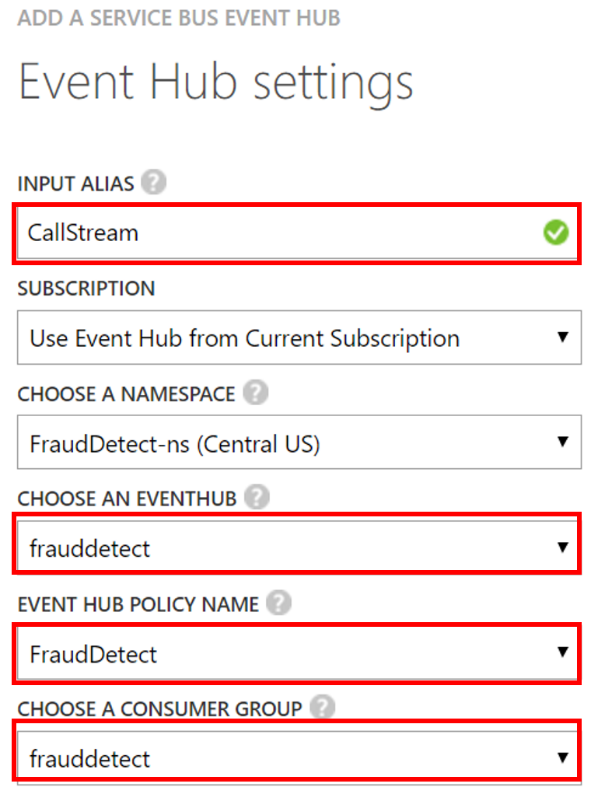 ADD A SERVICE BUS EVENT HUB
Event Hub settings
INPUT ALIAS ?
CallStream
SUBSCRIPTION
Use Event Hub from Current Subscription
CHOOSE A NAMESPACE ?
FraudDetect-ns (Central US)
CHOOSE AN EVENTHUB ?
frauddetect
EVENT HUB POLICY NAME ?
FraudDetect
CHOOSE A CONSUMER GROUP ?
frauddetect